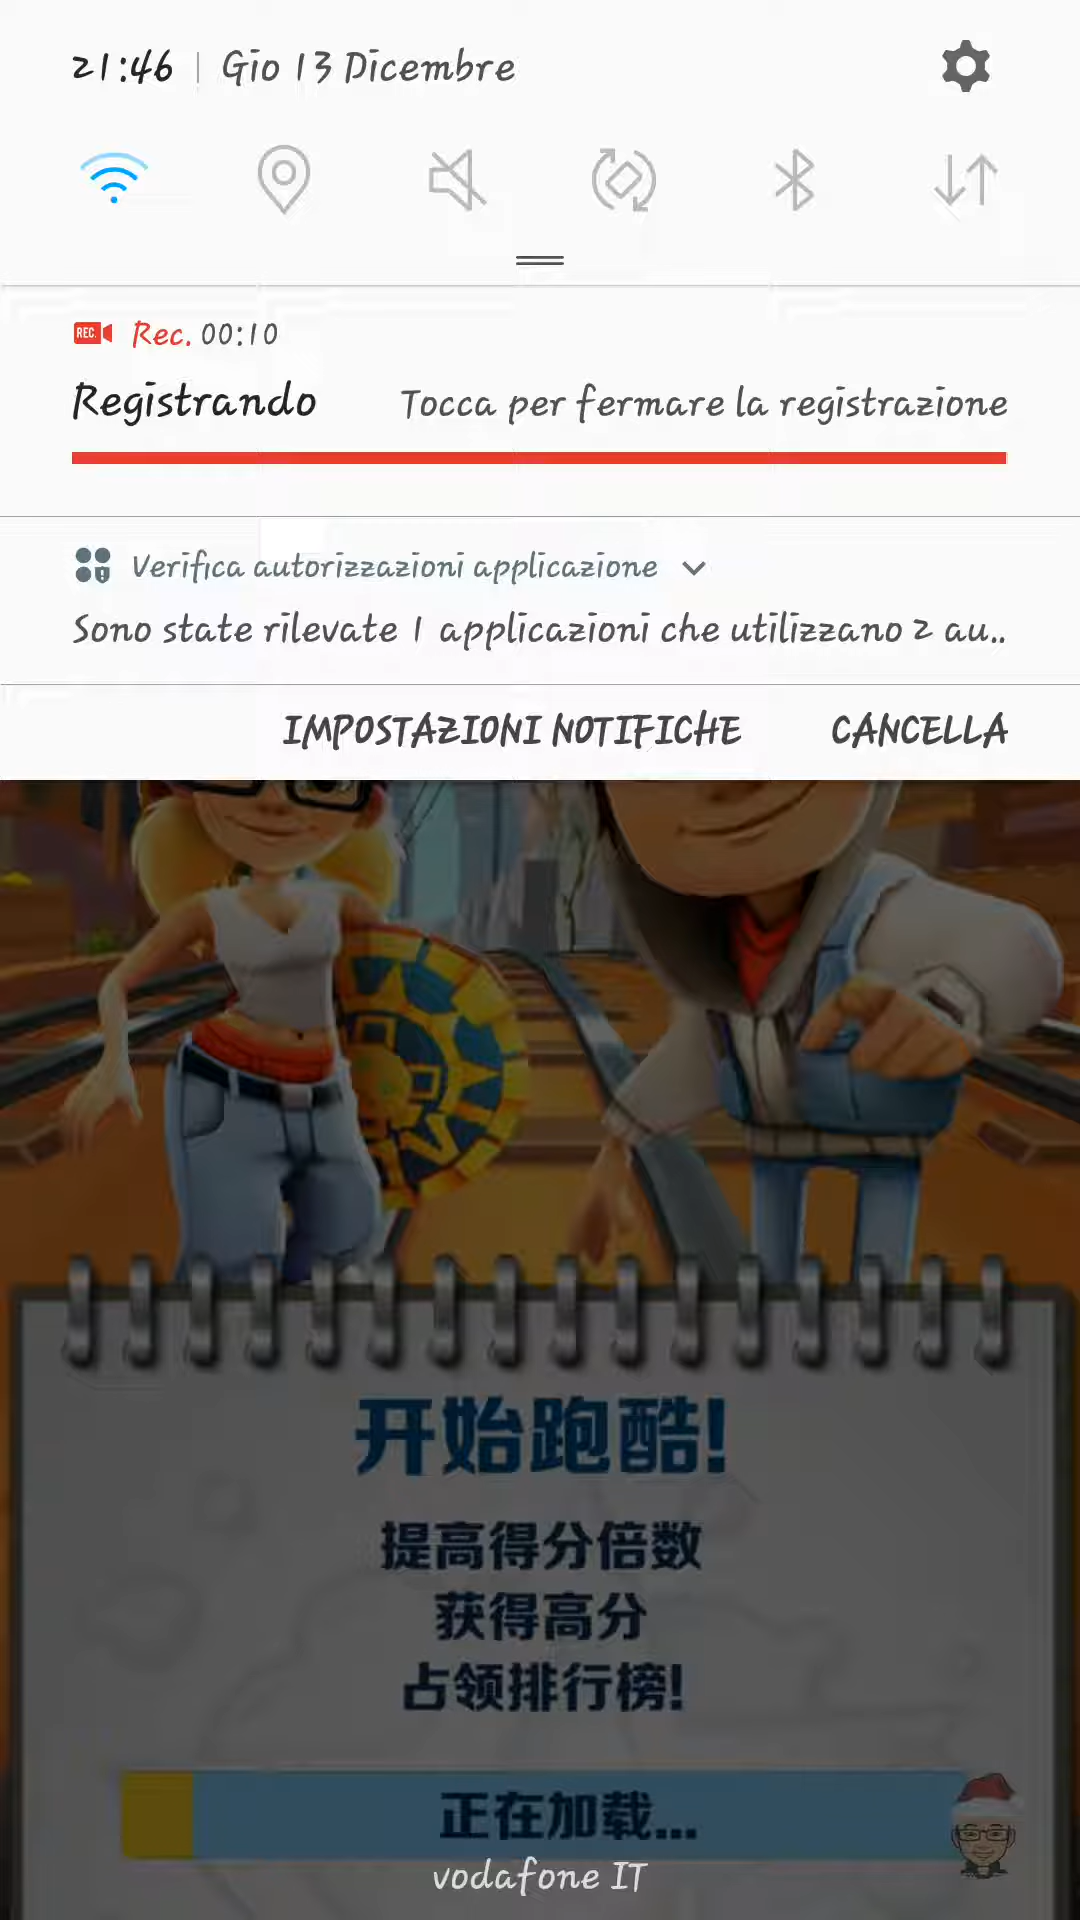 21:46 | Gio 13 Dicembre
REC. Rec. 00:10
Registrando Tocca per fermare la registrazione
Verifica autorizzazioni applicazione
Sono state rilevate 1 applicazioni che utilizzano 2 au..
IMPOSTAZIONI NOTIFICHE CANCELLA
开始跑酷!
提高得分倍数
获得高分
占领排行榜!
正在加载...
vodafone IT